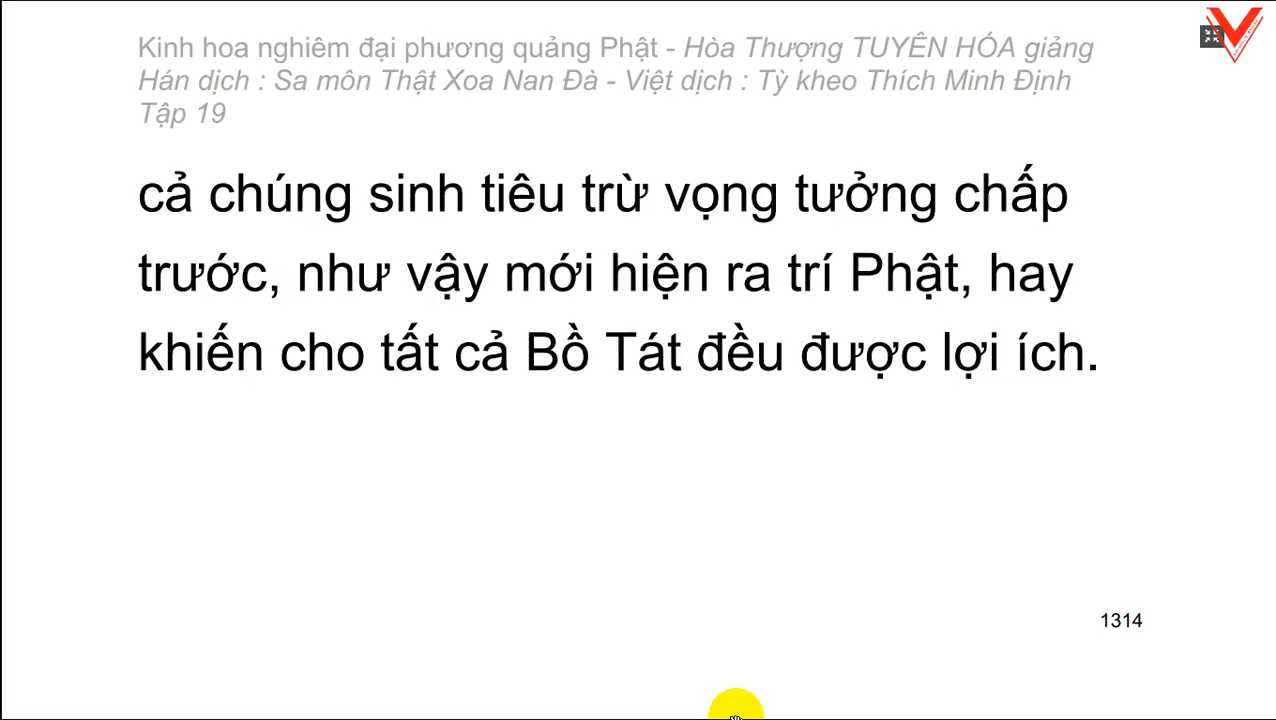 Kinh hoa nghiêm đại phương quảng Phật - Hòa Thượng TUYÊN HÓA giảng
Hán dịch : Sa môn Thật Xoa Nan Đà - Việt dịch : Tỳ kheo Thích Minh Định
Tập 19
cả chúng sinh tiêu trừ vọng tưởng chấp
trước, như vậy mới hiện ra trí Phật, hay
khiến cho tất cả Bồ Tát đều được lợi ích.
1314